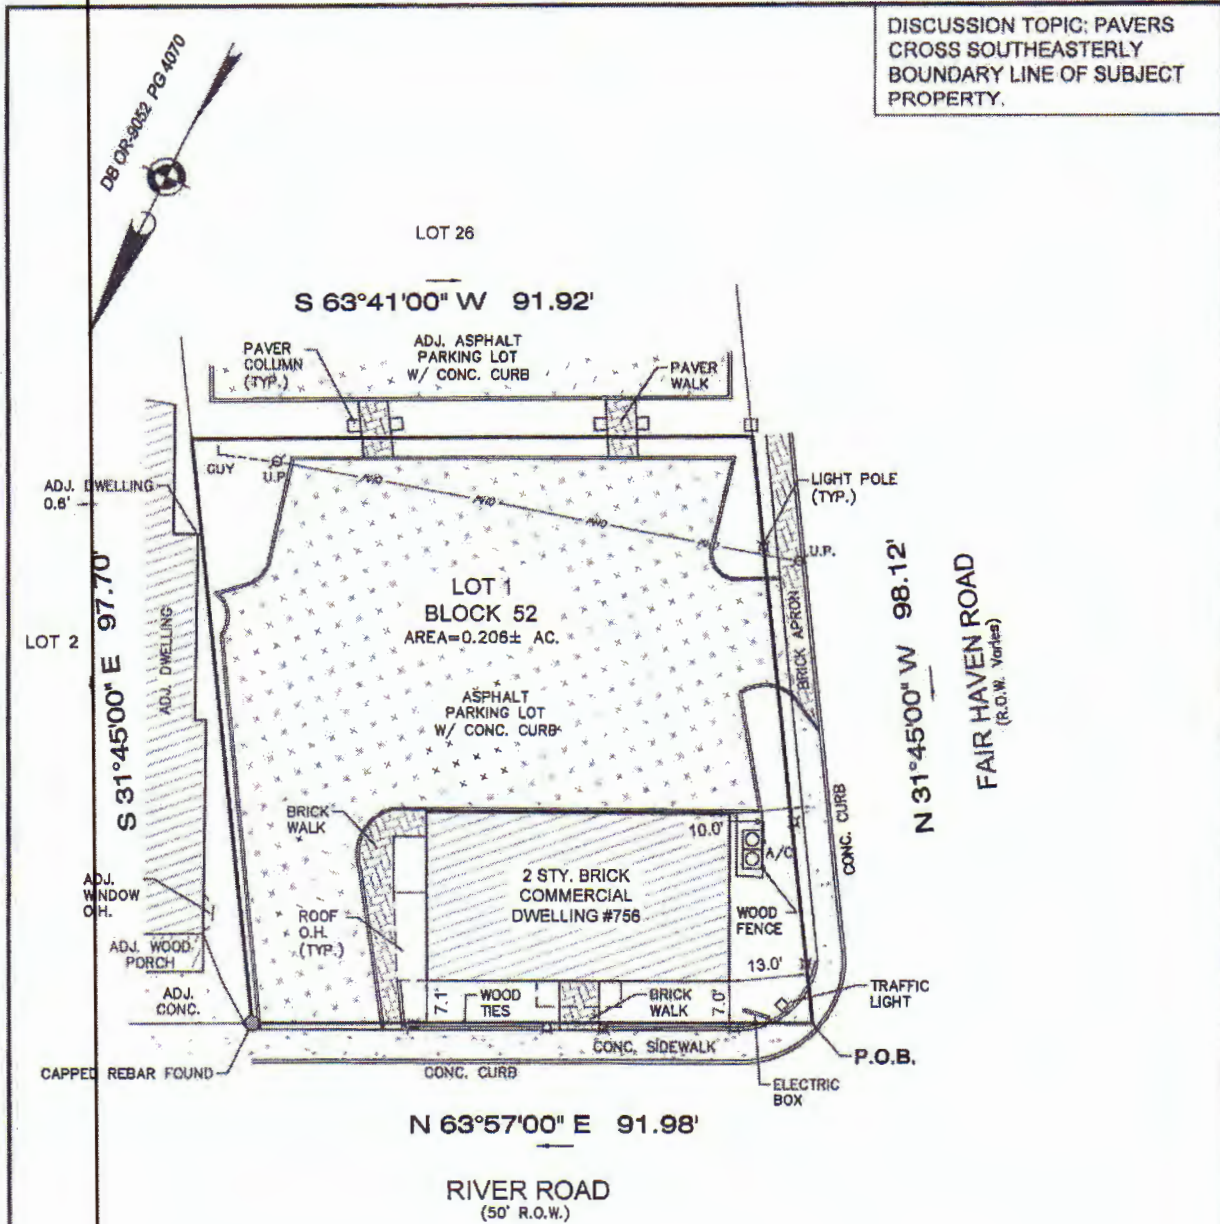 DISCUSSION TOPIC: PAVERS
CROSS SOUTHEASTERLY
BOUNDARY LINE OF SUBJECT
PROPERTY.
DB OR-9052 PG 4070
LOT 26
S 63°41'00" W 91.92'
PAVER
COLUMN
(TYP.)
ADJ. ASPHALT
PARKING LOT
W/ CONC. CURB
PAVER
WALK
GUY
U.P.
ADJ. DWELLING
0.6'
LIGHT POLE
(TYP.)
U.P.
LOT 1
BLOCK 52
AREA=0.206± AC.
LOT 2
S 31°45'00" E 97.70'
ADJ. DWELLING
BRICK APRON
N 31°45'00" W 98.12'
FAIR HAVEN ROAD
(R.O.W. Varies)
ASPHALT
PARKING LOT
W/ CONC. CURB
BRICK
WALK
10.0'
A/C
CONC. CURB
2 STY. BRICK
COMMERCIAL
DWELLING #756
ADJ.
WINDOW
O.H.
ROOF
O.H.
(TYP.)
WOOD
FENCE
ADJ. WOOD
PORCH
13.0'
ADJ.
CONC.
7.1'
WOOD
TIES
BRICK
WALK
7.0'
TRAFFIC
LIGHT
CONC. SIDEWALK
P.O.B.
CAPPED REBAR FOUND
CONC. CURB
ELECTRIC
BOX
N 63°57'00" E 91.98'
RIVER ROAD
(50' R.O.W.)